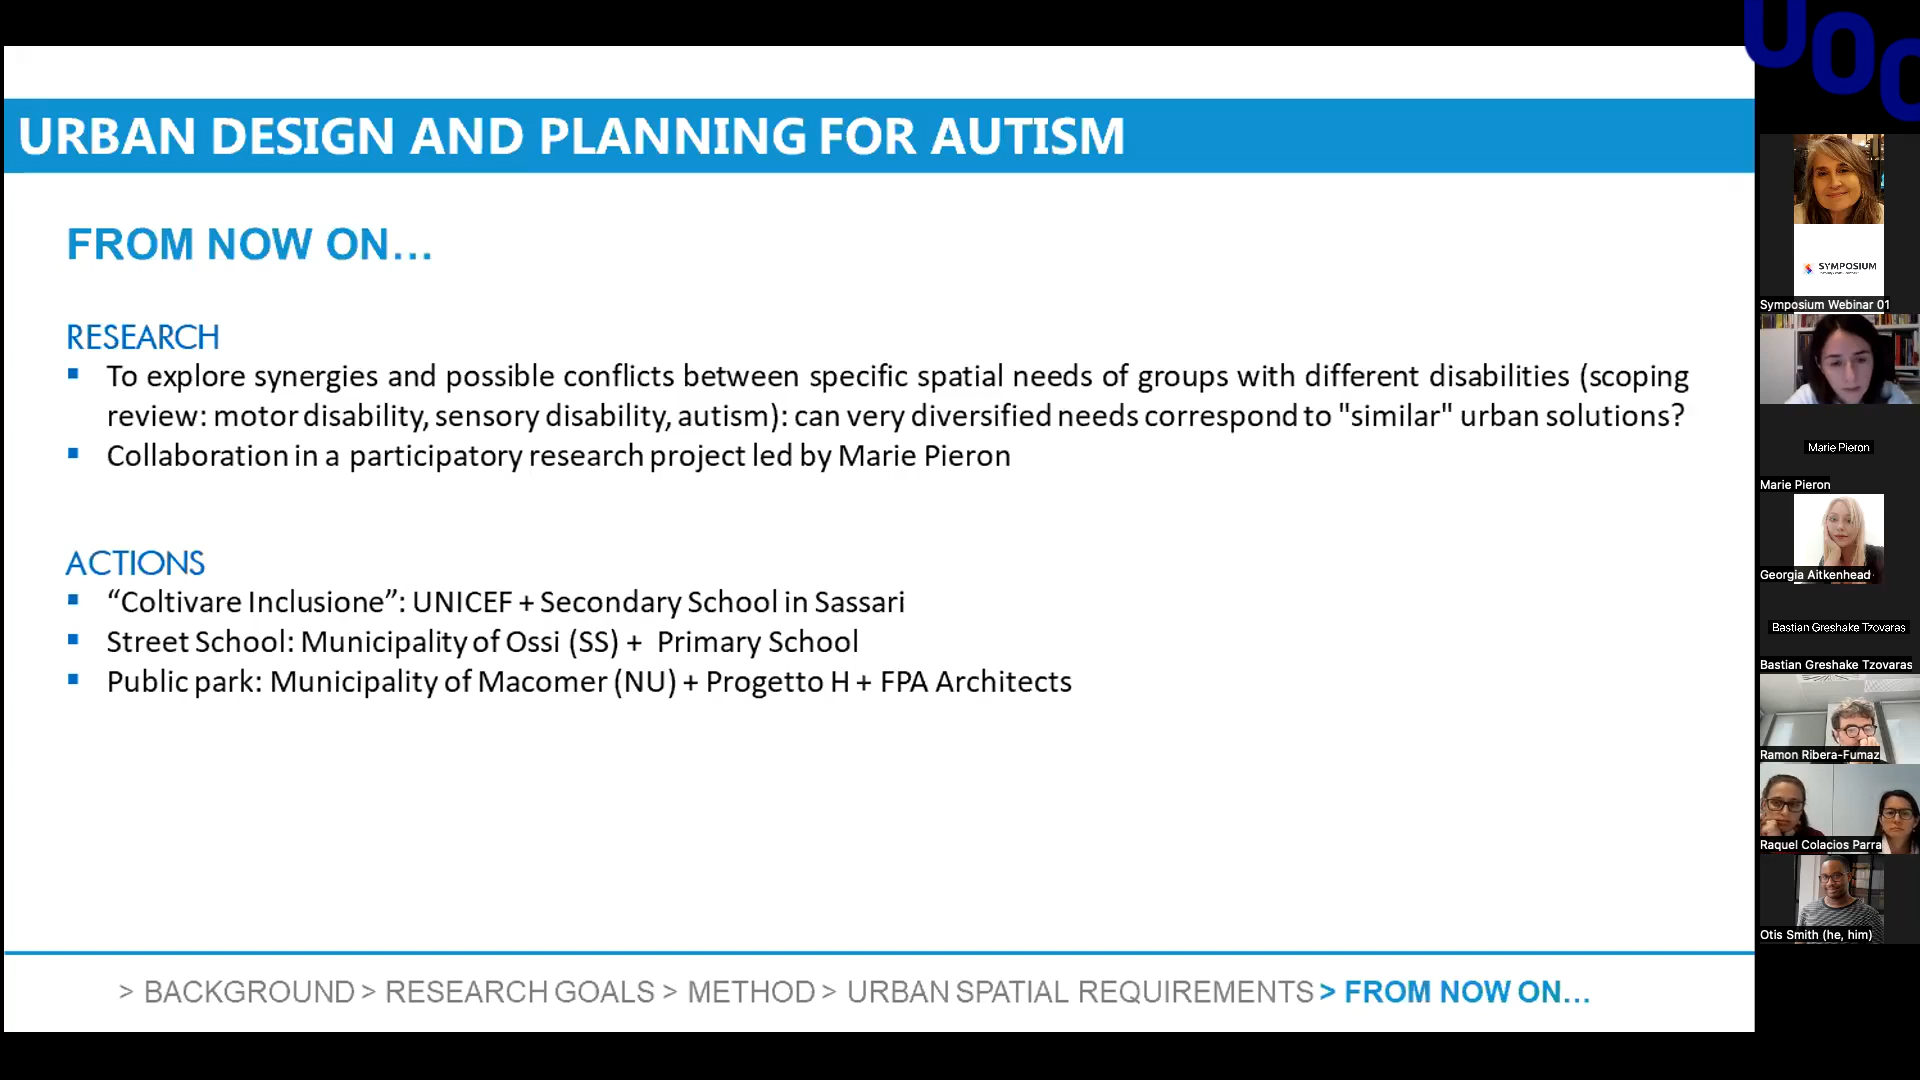 UOC
URBAN DESIGN AND PLANNING FOR AUTISM
FROM NOW ON...
RESEARCH
▪ To explore synergies and possible conflicts between specific spatial needs of groups with different disabilities (scoping
review: motor disability, sensory disability, autism): can very diversified needs correspond to "similar" urban solutions?
▪ Collaboration in a participatory research project led by Marie Pieron
ACTIONS
▪ “Coltivare Inclusione”: UNICEF + Secondary School in Sassari
▪ Street School: Municipality of Ossi (SS) + Primary School
▪ Public park: Municipality of Macomer (NU) + Progetto H + FPA Architects
> BACKGROUND > RESEARCH GOALS > METHOD > URBAN SPATIAL REQUIREMENTS > FROM NOW ON...
SYMPOSIUM
Symposium Webinar 01
Marie Pieron
Marie Pieron
Georgia Aitkenhead
Bastian Greshake Tzovaras
Bastian Greshake Tzovaras
Ramon Ribera-Fumaz
Raquel Colacios Parra
Otis Smith (he, him)